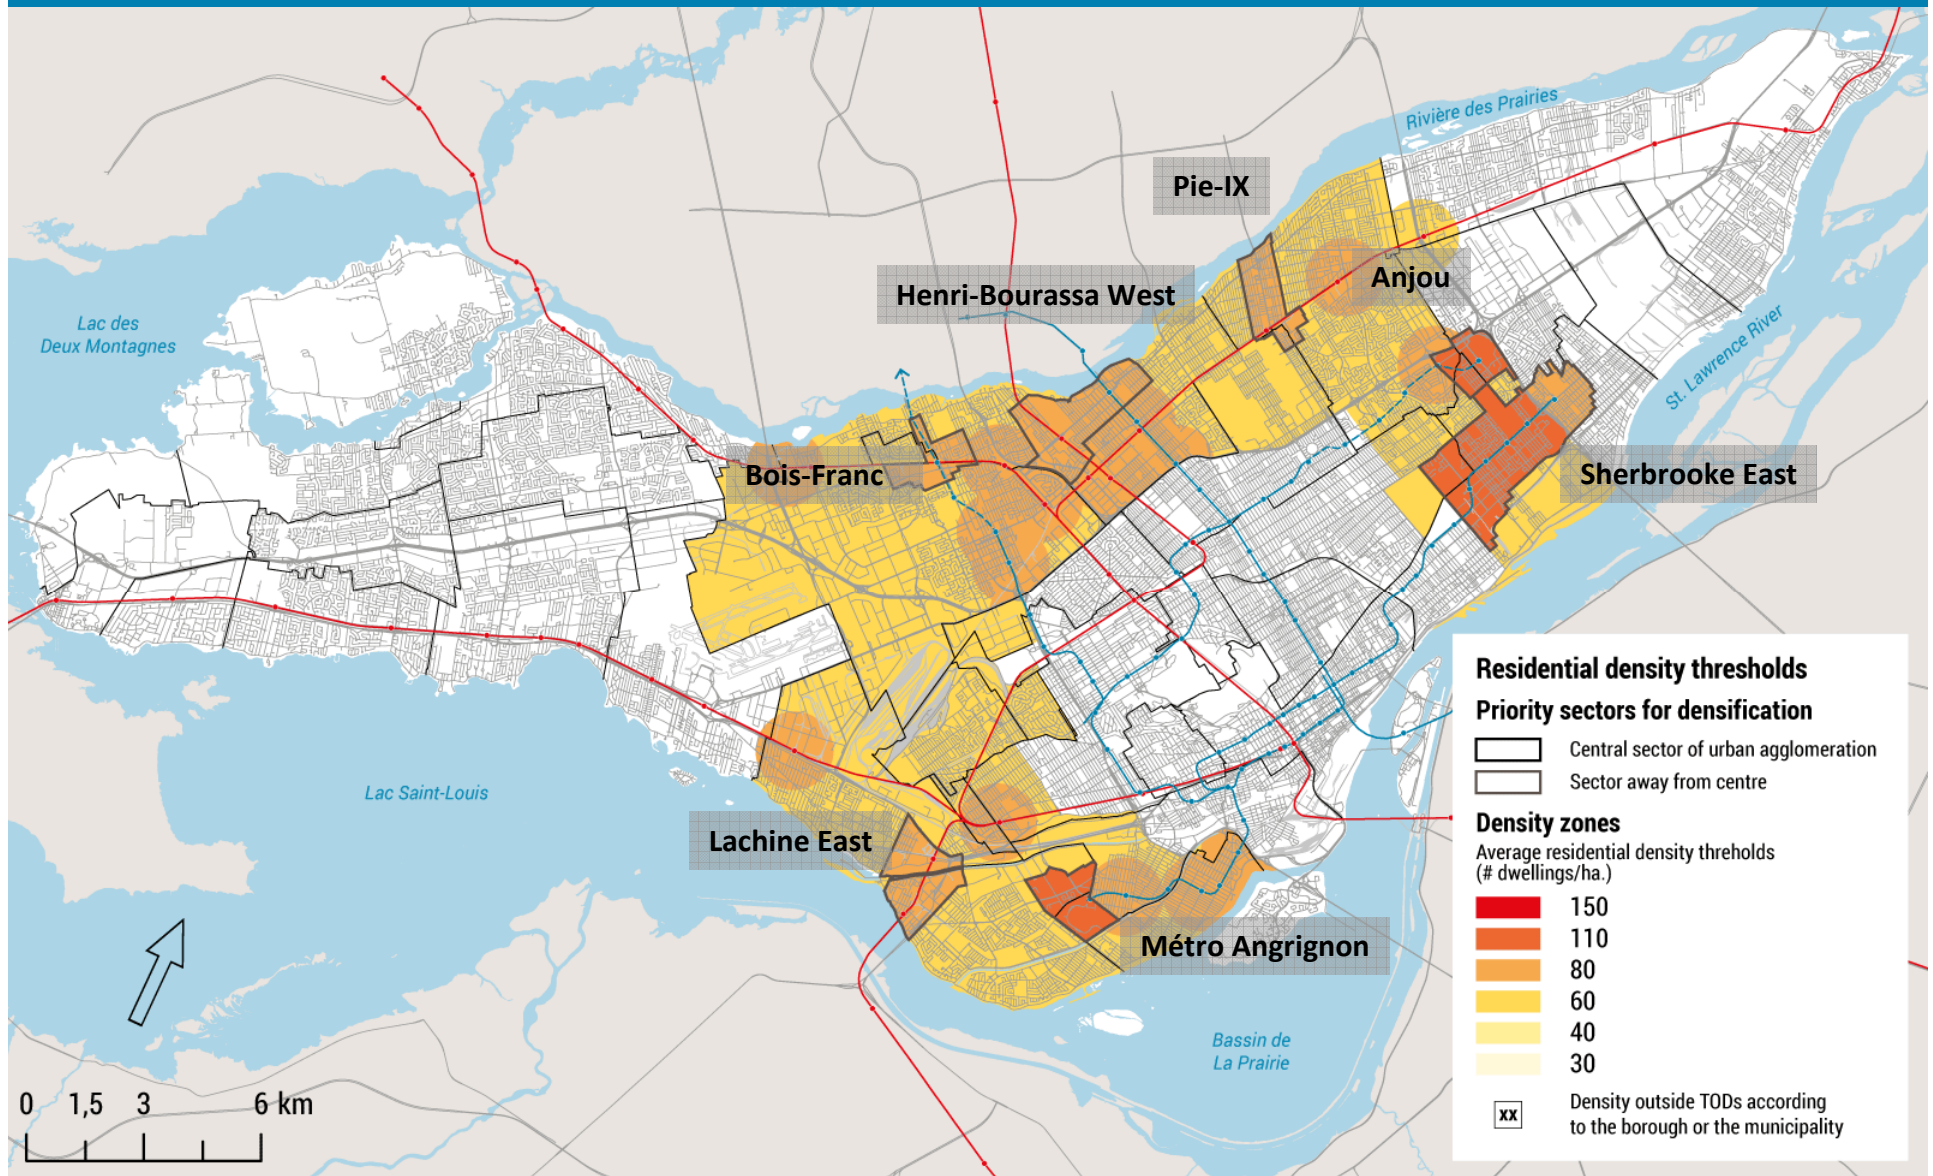 Rivière des Prairies
Pie-IX
Anjou
Henri-Bourassa West
Lac des
Deux Montagnes
St. Lawrence River
Bois-Franc
Sherbrooke East
Lac Saint-Louis
Lachine East
Métro Angrignon
Bassin de
La Prairie
0 1,5 3 6 km
Residential density thresholds
Priority sectors for densification
Central sector of urban agglomeration
Sector away from centre
Density zones
Average residential density threholds
(# dwellings/ha.)
150
110
80
60
40
30
xx
Density outside TODs according
to the borough or the municipality